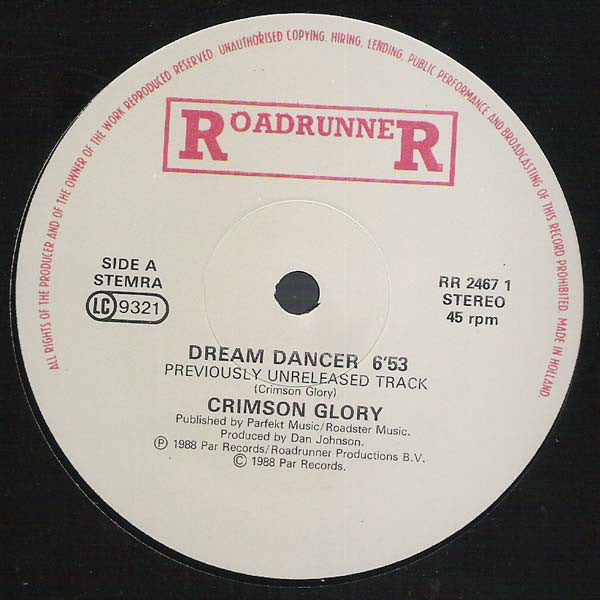 ALL RIGHTS OF THE PRODUCER AND OF THE OWNER OF THE WORK REPRODUCED RESERVED. UNAUTHORISED COPYING, HIRING, LENDING, PUBLIC PERFORMANCE AND BROADCASTING OF THIS RECORD PROHIBITED. MADE IN HOLLAND.
ROADRUNNER
SIDE A
STEMRA
LC 9321
RR 2467 1
STEREO
45 rpm
DREAM DANCER 6'53
PREVIOUSLY UNRELEASED TRACK
(Crimson Glory)
CRIMSON GLORY
Published by Parfekt Music/Roadster Music.
Produced by Dan Johnson.
Ⓟ 1988 Par Records/Roadrunner Productions B.V.
© 1988 Par Records.